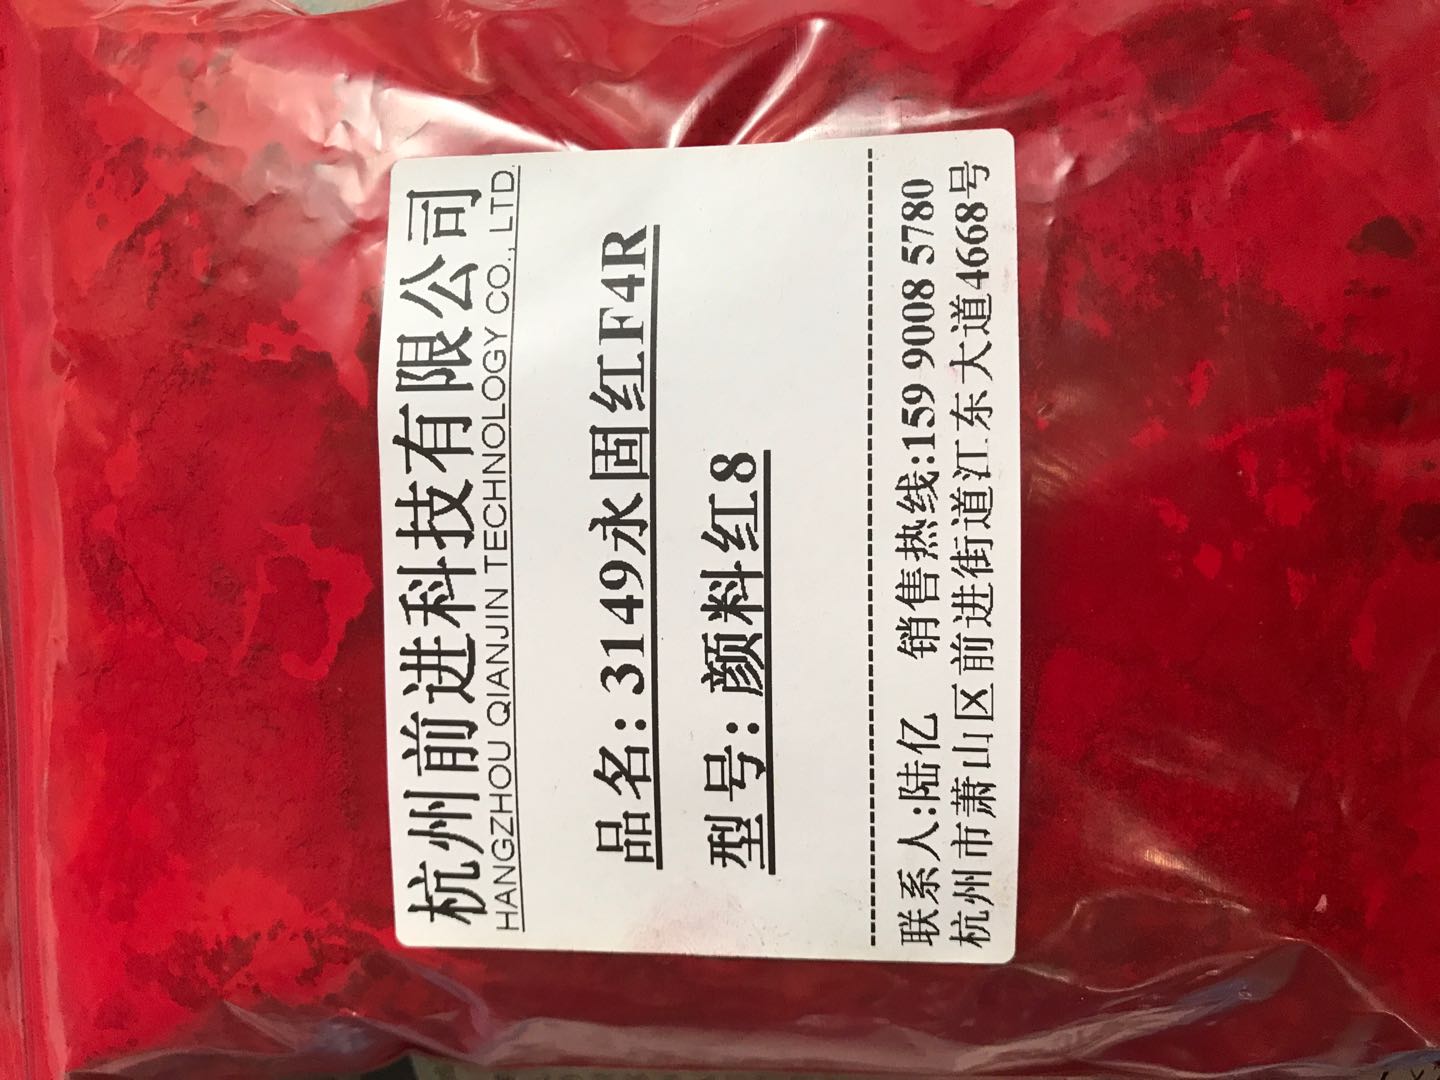 杭州前进科技有限公司
HANGZHOU QIANJIN TECHNOLOGY CO., LTD.
品名: 3149永固红F4R
型号: 颜料红8
联系人:陆亿 销售热线:159 9008 5780
杭州市萧山区前进街道江东大道4668号